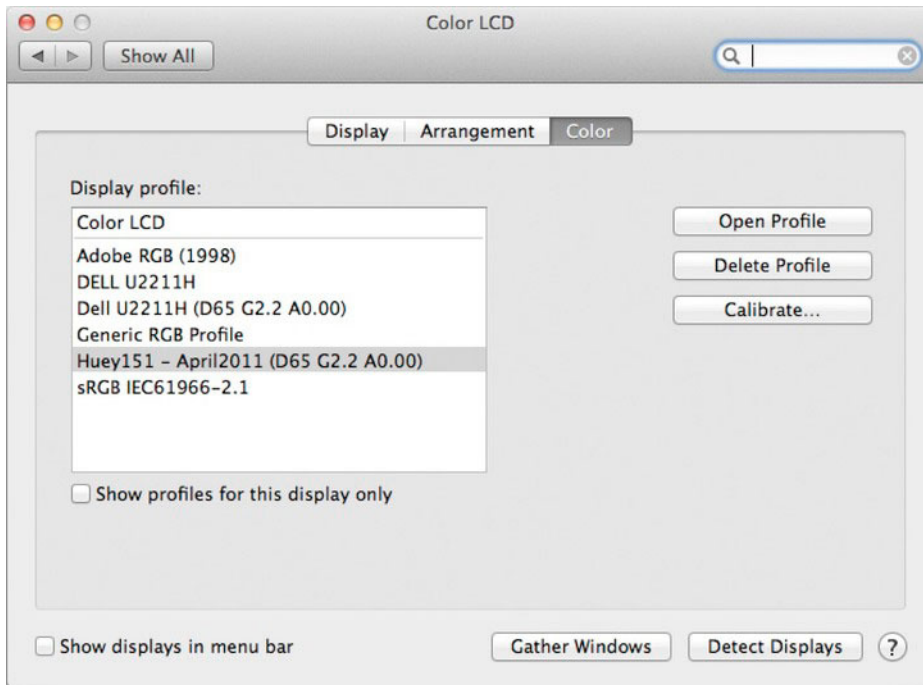 Color LCD
Show All
Display Arrangement Color
Display profile:
Color LCD
Adobe RGB (1998)
DELL U2211H
Dell U2211H (D65 G2.2 A0.00)
Generic RGB Profile
Huey151 – April2011 (D65 G2.2 A0.00)
sRGB IEC61966-2.1
Open Profile
Delete Profile
Calibrate...
Show profiles for this display only
Show displays in menu bar
Gather Windows
Detect Displays
?